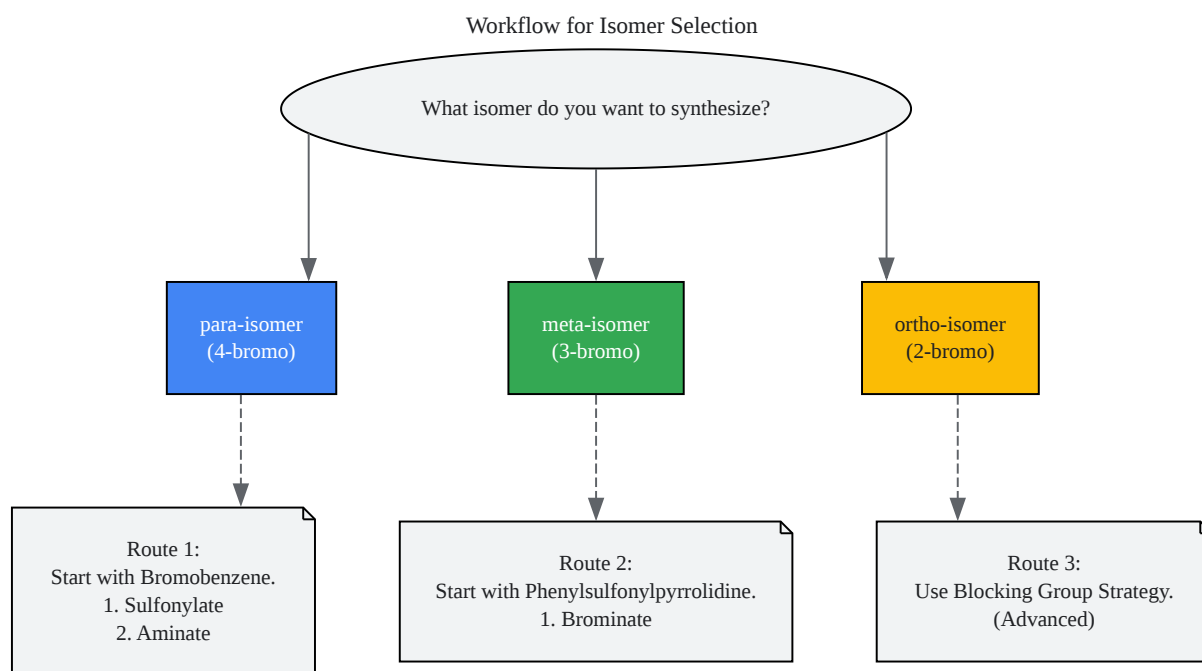 Workflow for Isomer Selection
What isomer do you want to synthesize?
para-isomer
(4-bromo)
meta-isomer
(3-bromo)
ortho-isomer
(2-bromo)
Route 1:
Start with Bromobenzene.
1. Sulfonylate
2. Aminate
Route 2:
Start with Phenylsulfonylpyrrolidine.
1. Brominate
Route 3:
Use Blocking Group Strategy.
(Advanced)